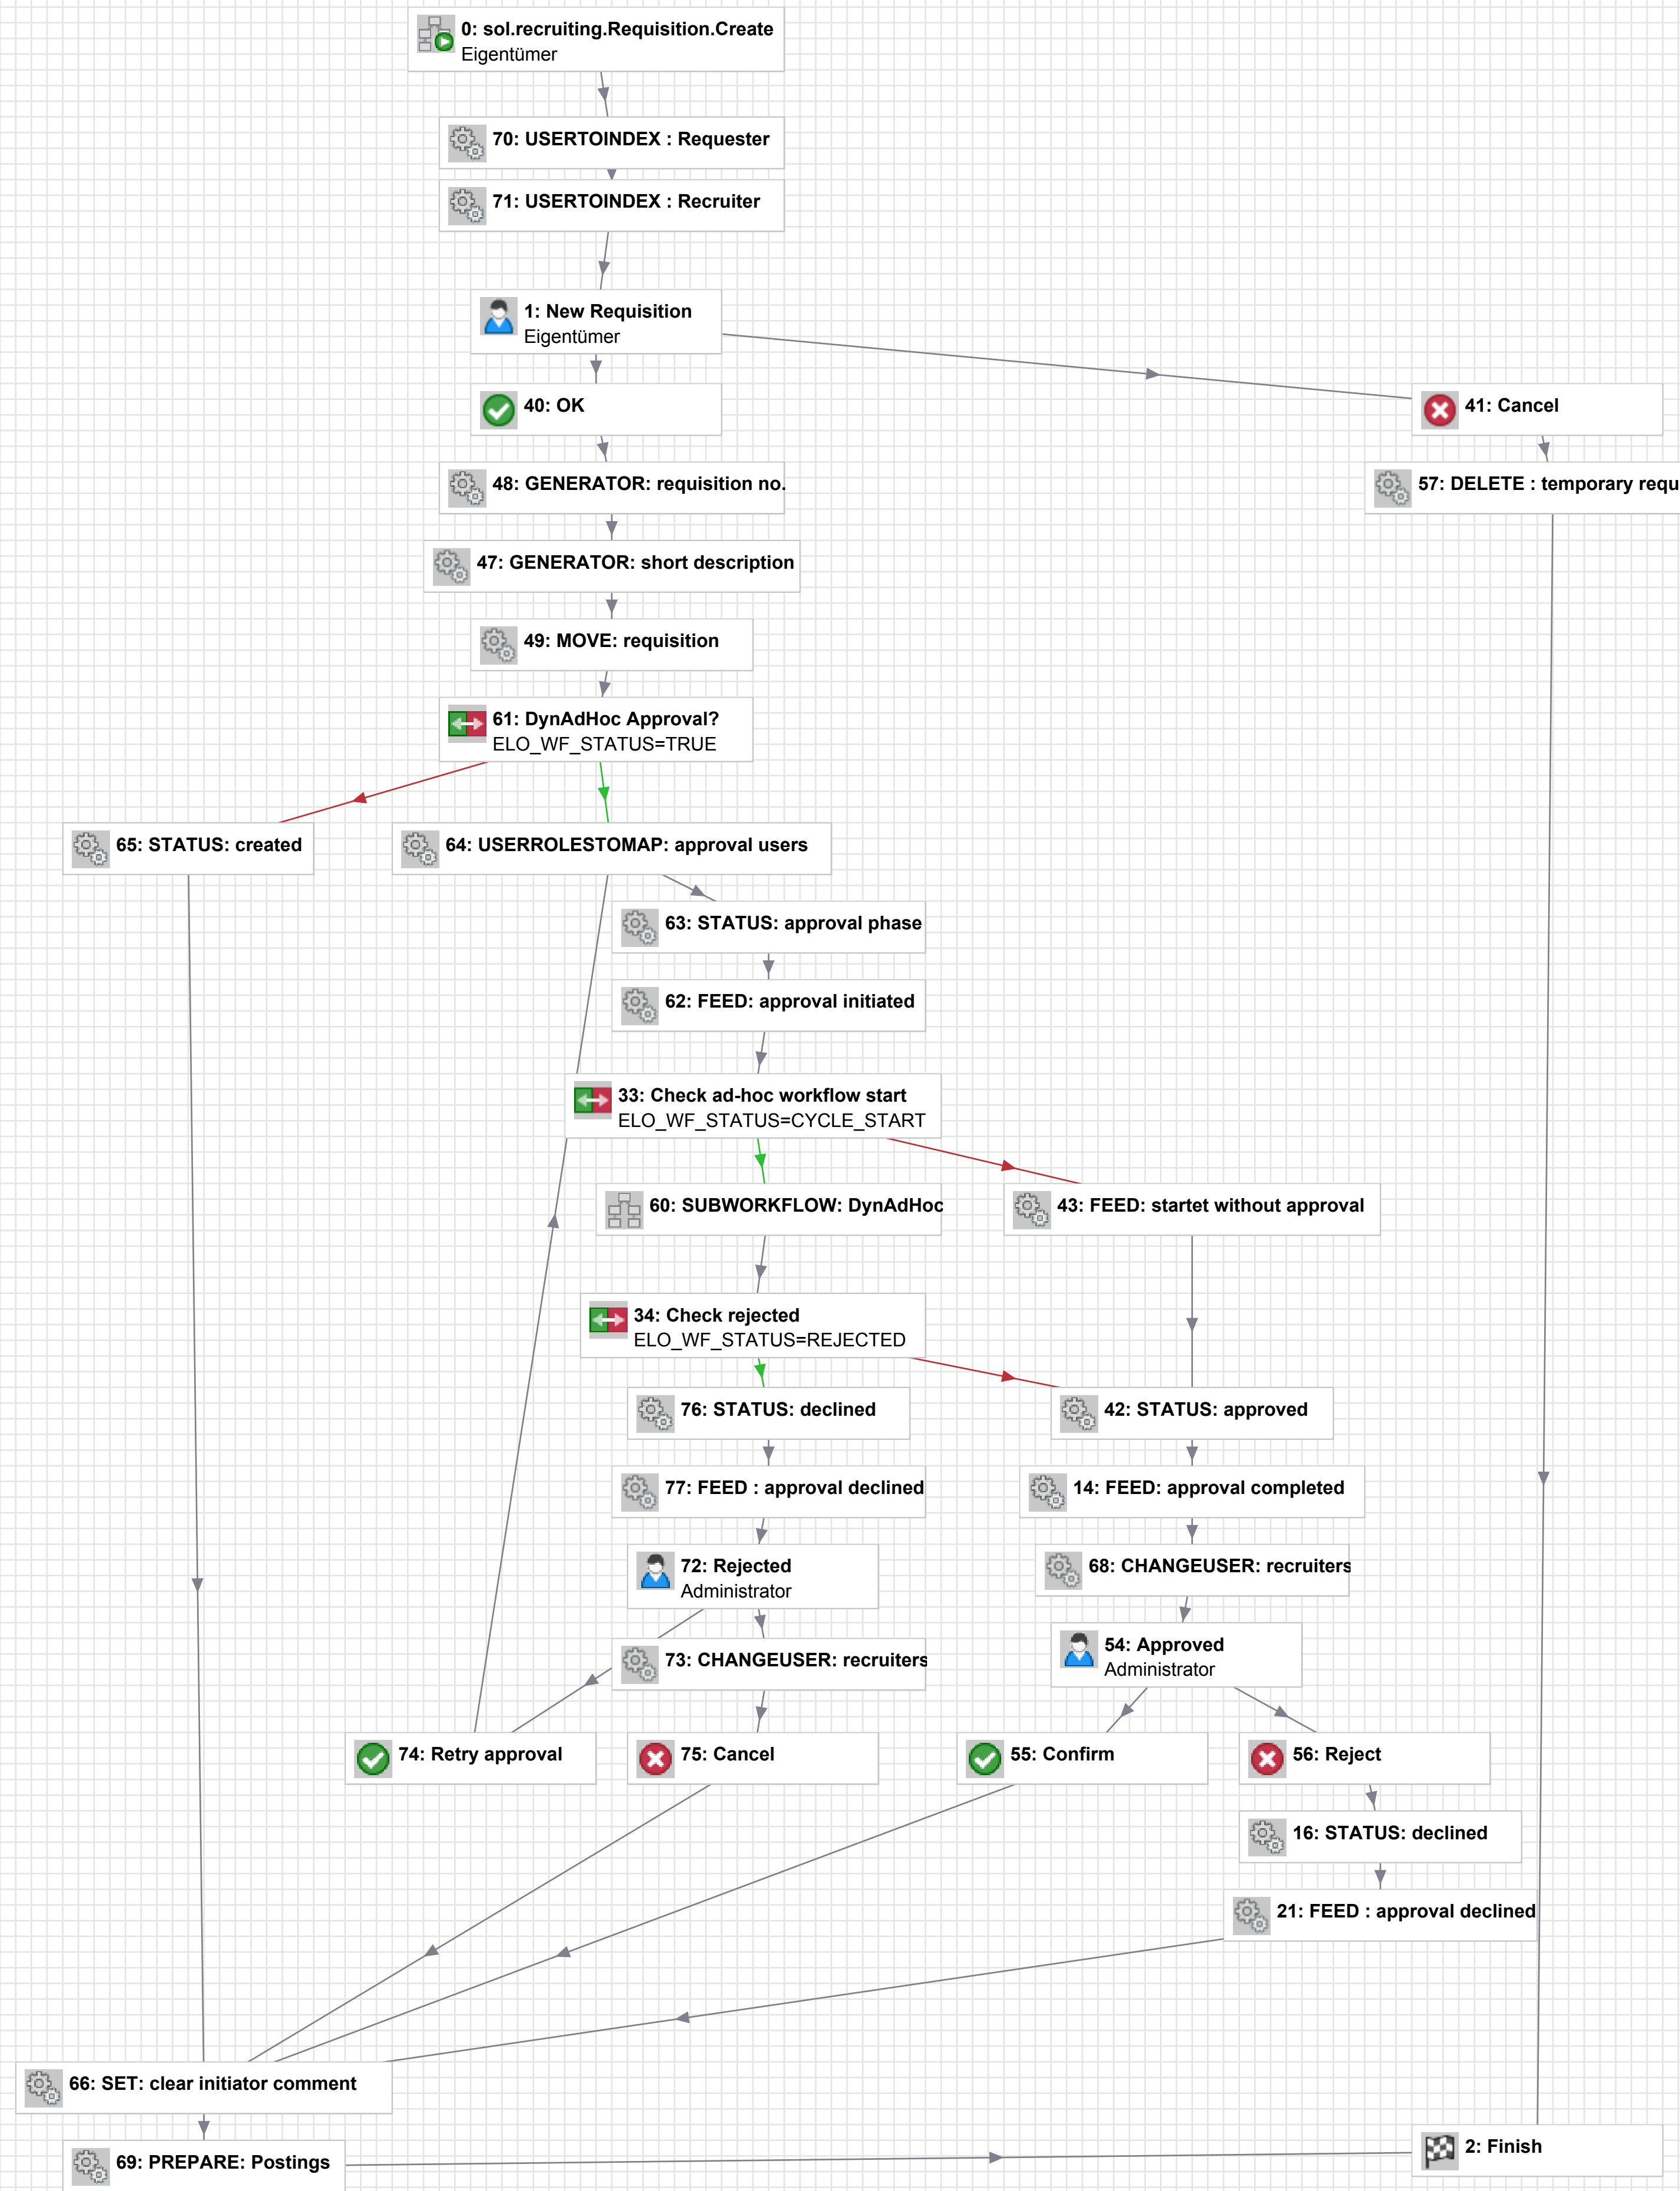 0: sol.recruiting.Requisition.Create
Eigentümer
70: USERTOINDEX : Requester
71: USERTOINDEX : Recruiter
1: New Requisition
Eigentümer
40: OK
41: Cancel
48: GENERATOR: requisition no.
57: DELETE : temporary requ
47: GENERATOR: short description
49: MOVE: requisition
61: DynAdHoc Approval?
ELO_WF_STATUS=TRUE
65: STATUS: created
64: USERROLESTOMAP: approval users
63: STATUS: approval phase
62: FEED: approval initiated
33: Check ad-hoc workflow start
ELO_WF_STATUS=CYCLE_START
60: SUBWORKFLOW: DynAdHoc
43: FEED: startet without approval
34: Check rejected
ELO_WF_STATUS=REJECTED
76: STATUS: declined
42: STATUS: approved
77: FEED : approval declined
14: FEED: approval completed
72: Rejected
Administrator
68: CHANGEUSER: recruiters
73: CHANGEUSER: recruiters
54: Approved
Administrator
74: Retry approval
75: Cancel
55: Confirm
56: Reject
16: STATUS: declined
21: FEED : approval declined
66: SET: clear initiator comment
69: PREPARE: Postings
2: Finish